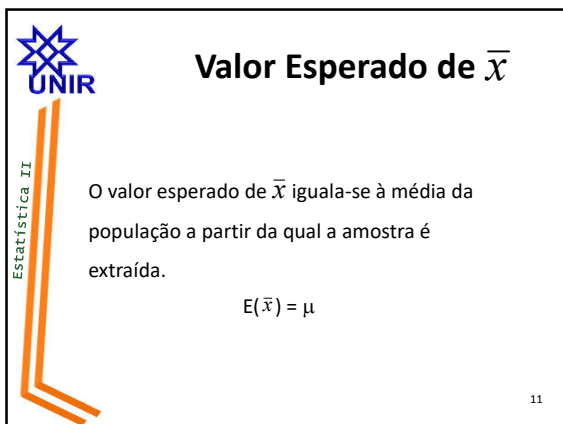 UNIR
Valor Esperado de x̄
Estatística II
O valor esperado de x̄ iguala-se à média da
população a partir da qual a amostra é
extraída.
E(x̄) = μ
11